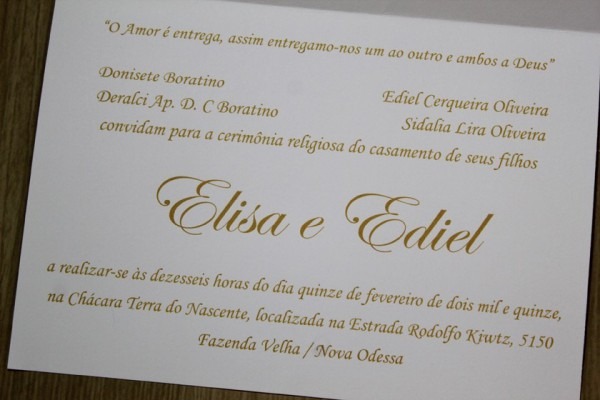 “O Amor é entrega, assim entregamo-nos um ao outro e ambos a Deus”
Donisete Boratino
Deralci Ap. D. C Boratino
Ediel Cerqueira Oliveira
Sidalia Lira Oliveira
convidam para a cerimônia religiosa do casamento de seus filhos
Elisa e Ediel
a realizar-se às dezesseis horas do dia quinze de fevereiro de dois mil e quinze,
na Chácara Terra do Nascente, localizada na Estrada Rodolfo Kjwtz, 5150
Fazenda Velha / Nova Odessa